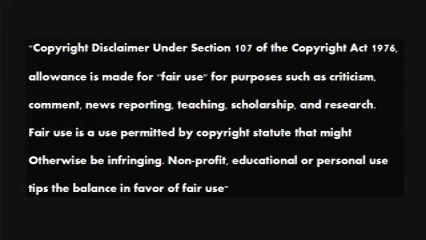 "Copyright Disclaimer Under Section 107 of the Copyright Act 1976,
allowance is made for "fair use" for purposes such as criticism,
comment, news reporting, teaching, scholarship, and research.
Fair use is a use permitted by copyright statute that might
Otherwise be infringing. Non-profit, educational or personal use
tips the balance in favor of fair use"